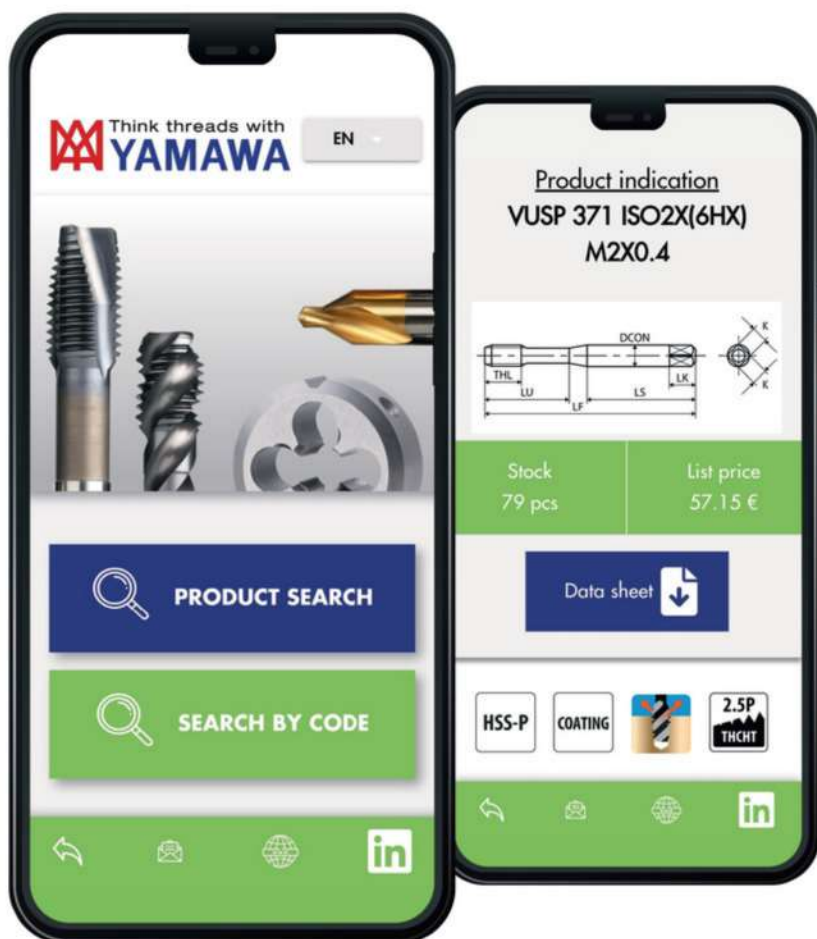 Think threads with
YAMAWA
EN
PRODUCT SEARCH
SEARCH BY CODE
in
Product indication
VUSP 371 ISO2X(6HX)
M2X0.4
DCON
K
THL
LK
K
LU
LS
LF
Stock
79 pcs
List price
57.15 €
Data sheet
HSS-P
COATING
2.5P
THCHT
in